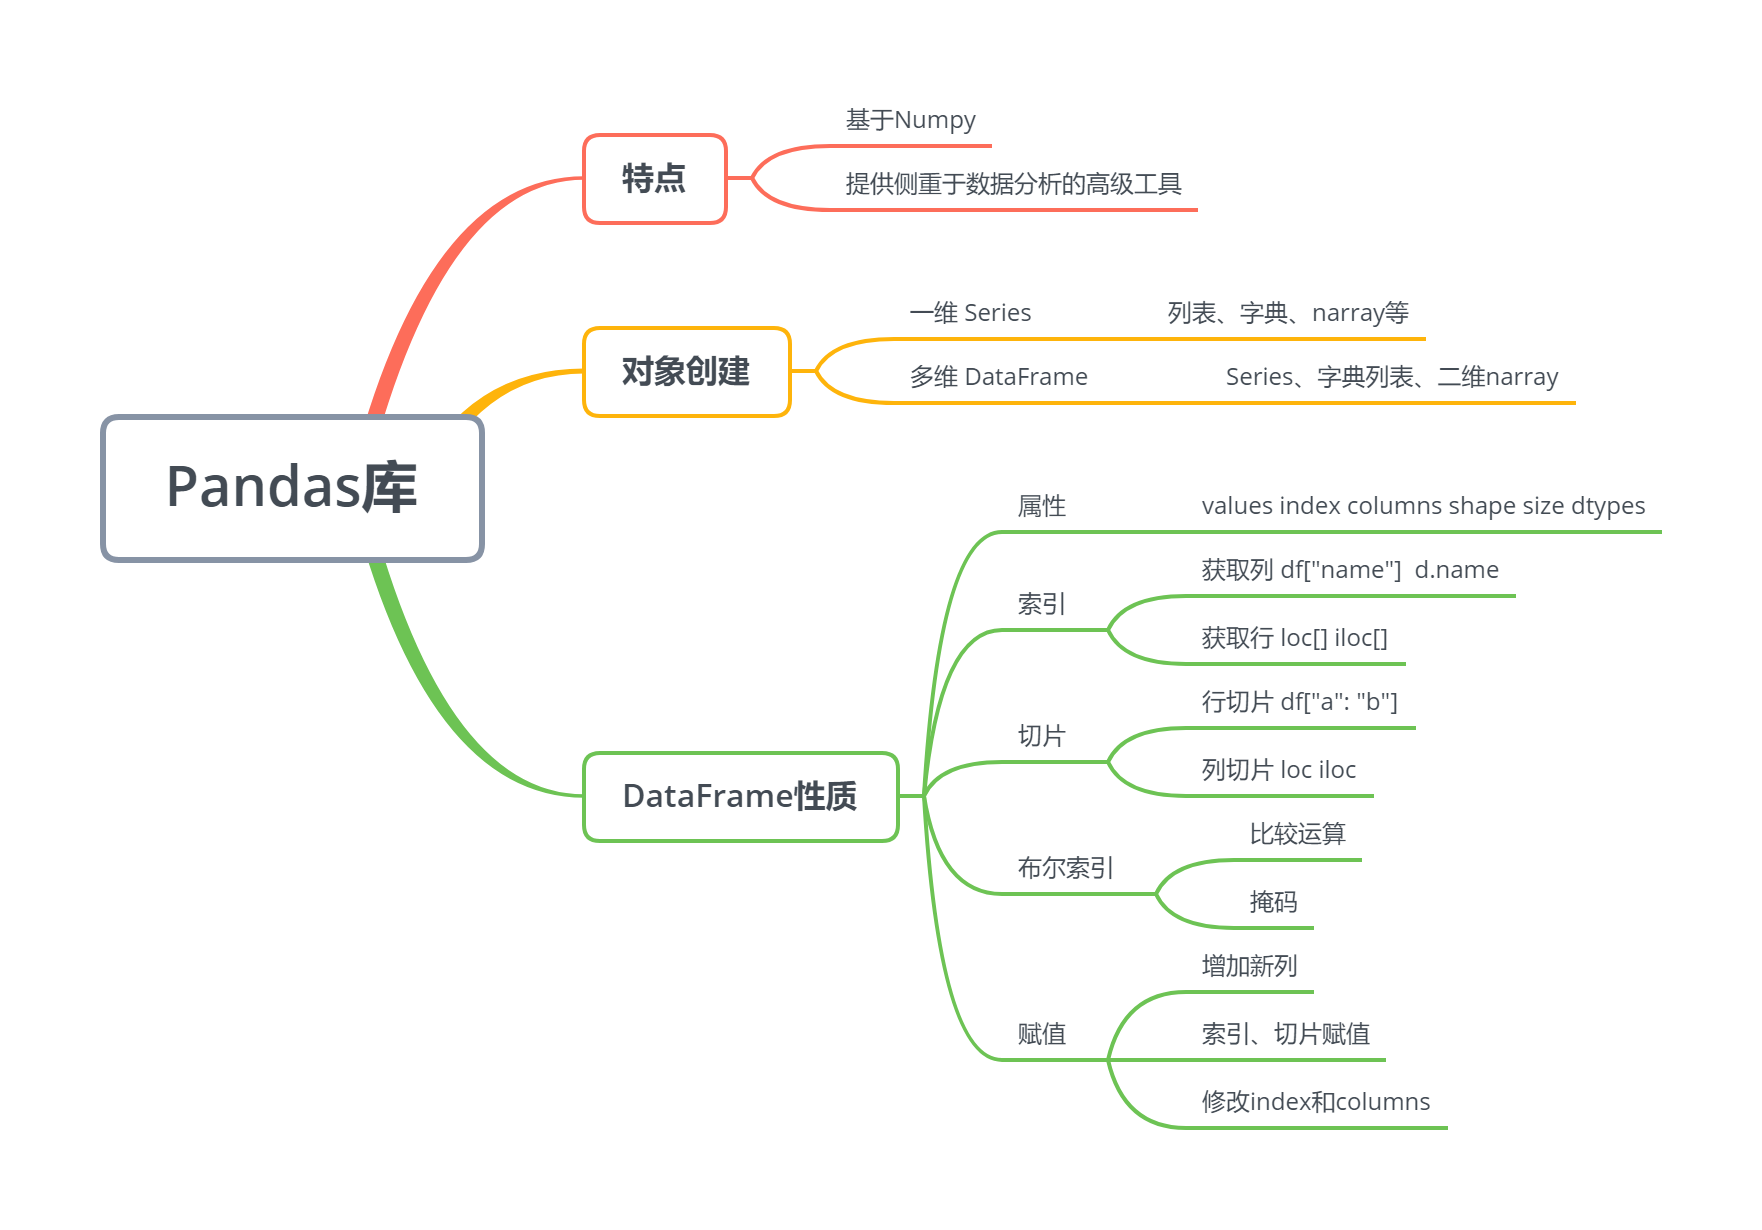 Pandas库
特点
基于Numpy
提供侧重于数据分析的高级工具
对象创建
一维 Series
列表、字典、narray等
多维 DataFrame
Series、字典列表、二维narray
DataFrame性质
属性
values index columns shape size dtypes
索引
获取列 df["name"]  d.name
获取行 loc[] iloc[]
切片
行切片 df["a": "b"]
列切片 loc iloc
布尔索引
比较运算
掩码
赋值
增加新列
索引、切片赋值
修改index和columns